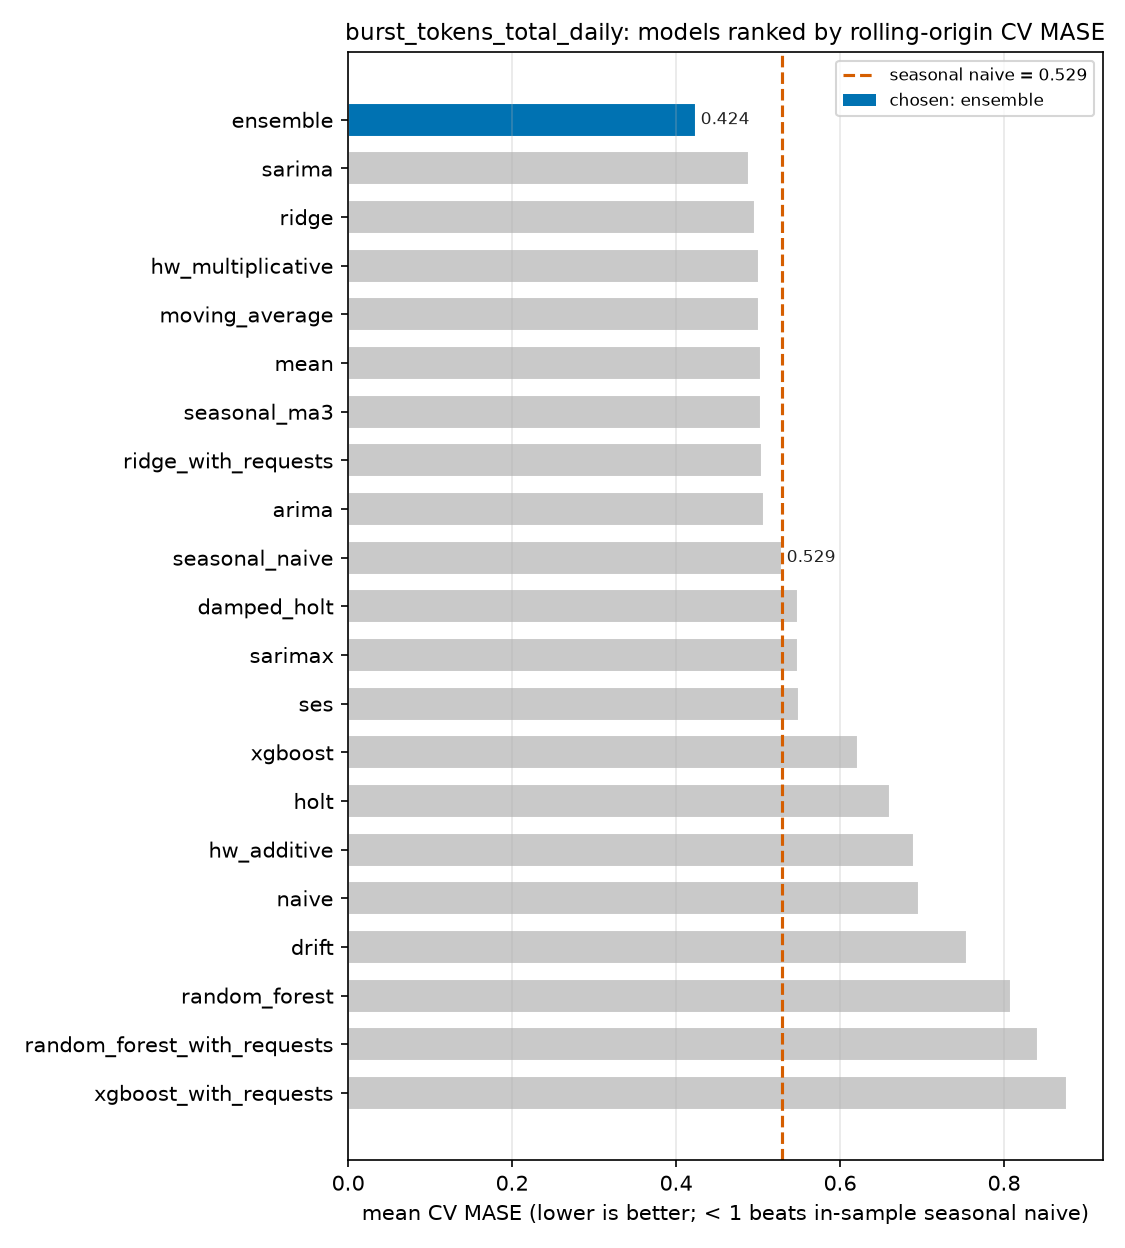 burst_tokens_total_daily: models ranked by rolling-origin CV MASE
seasonal naive = 0.529
chosen: ensemble
ensemble 0.424
sarima
ridge
hw_multiplicative
moving_average
mean
seasonal_ma3
ridge_with_requests
arima
seasonal_naive 0.529
damped_holt
sarimax
ses
xgboost
holt
hw_additive
naive
drift
random_forest
random_forest_with_requests
xgboost_with_requests
0.0 0.2 0.4 0.6 0.8
mean CV MASE (lower is better; < 1 beats in-sample seasonal naive)